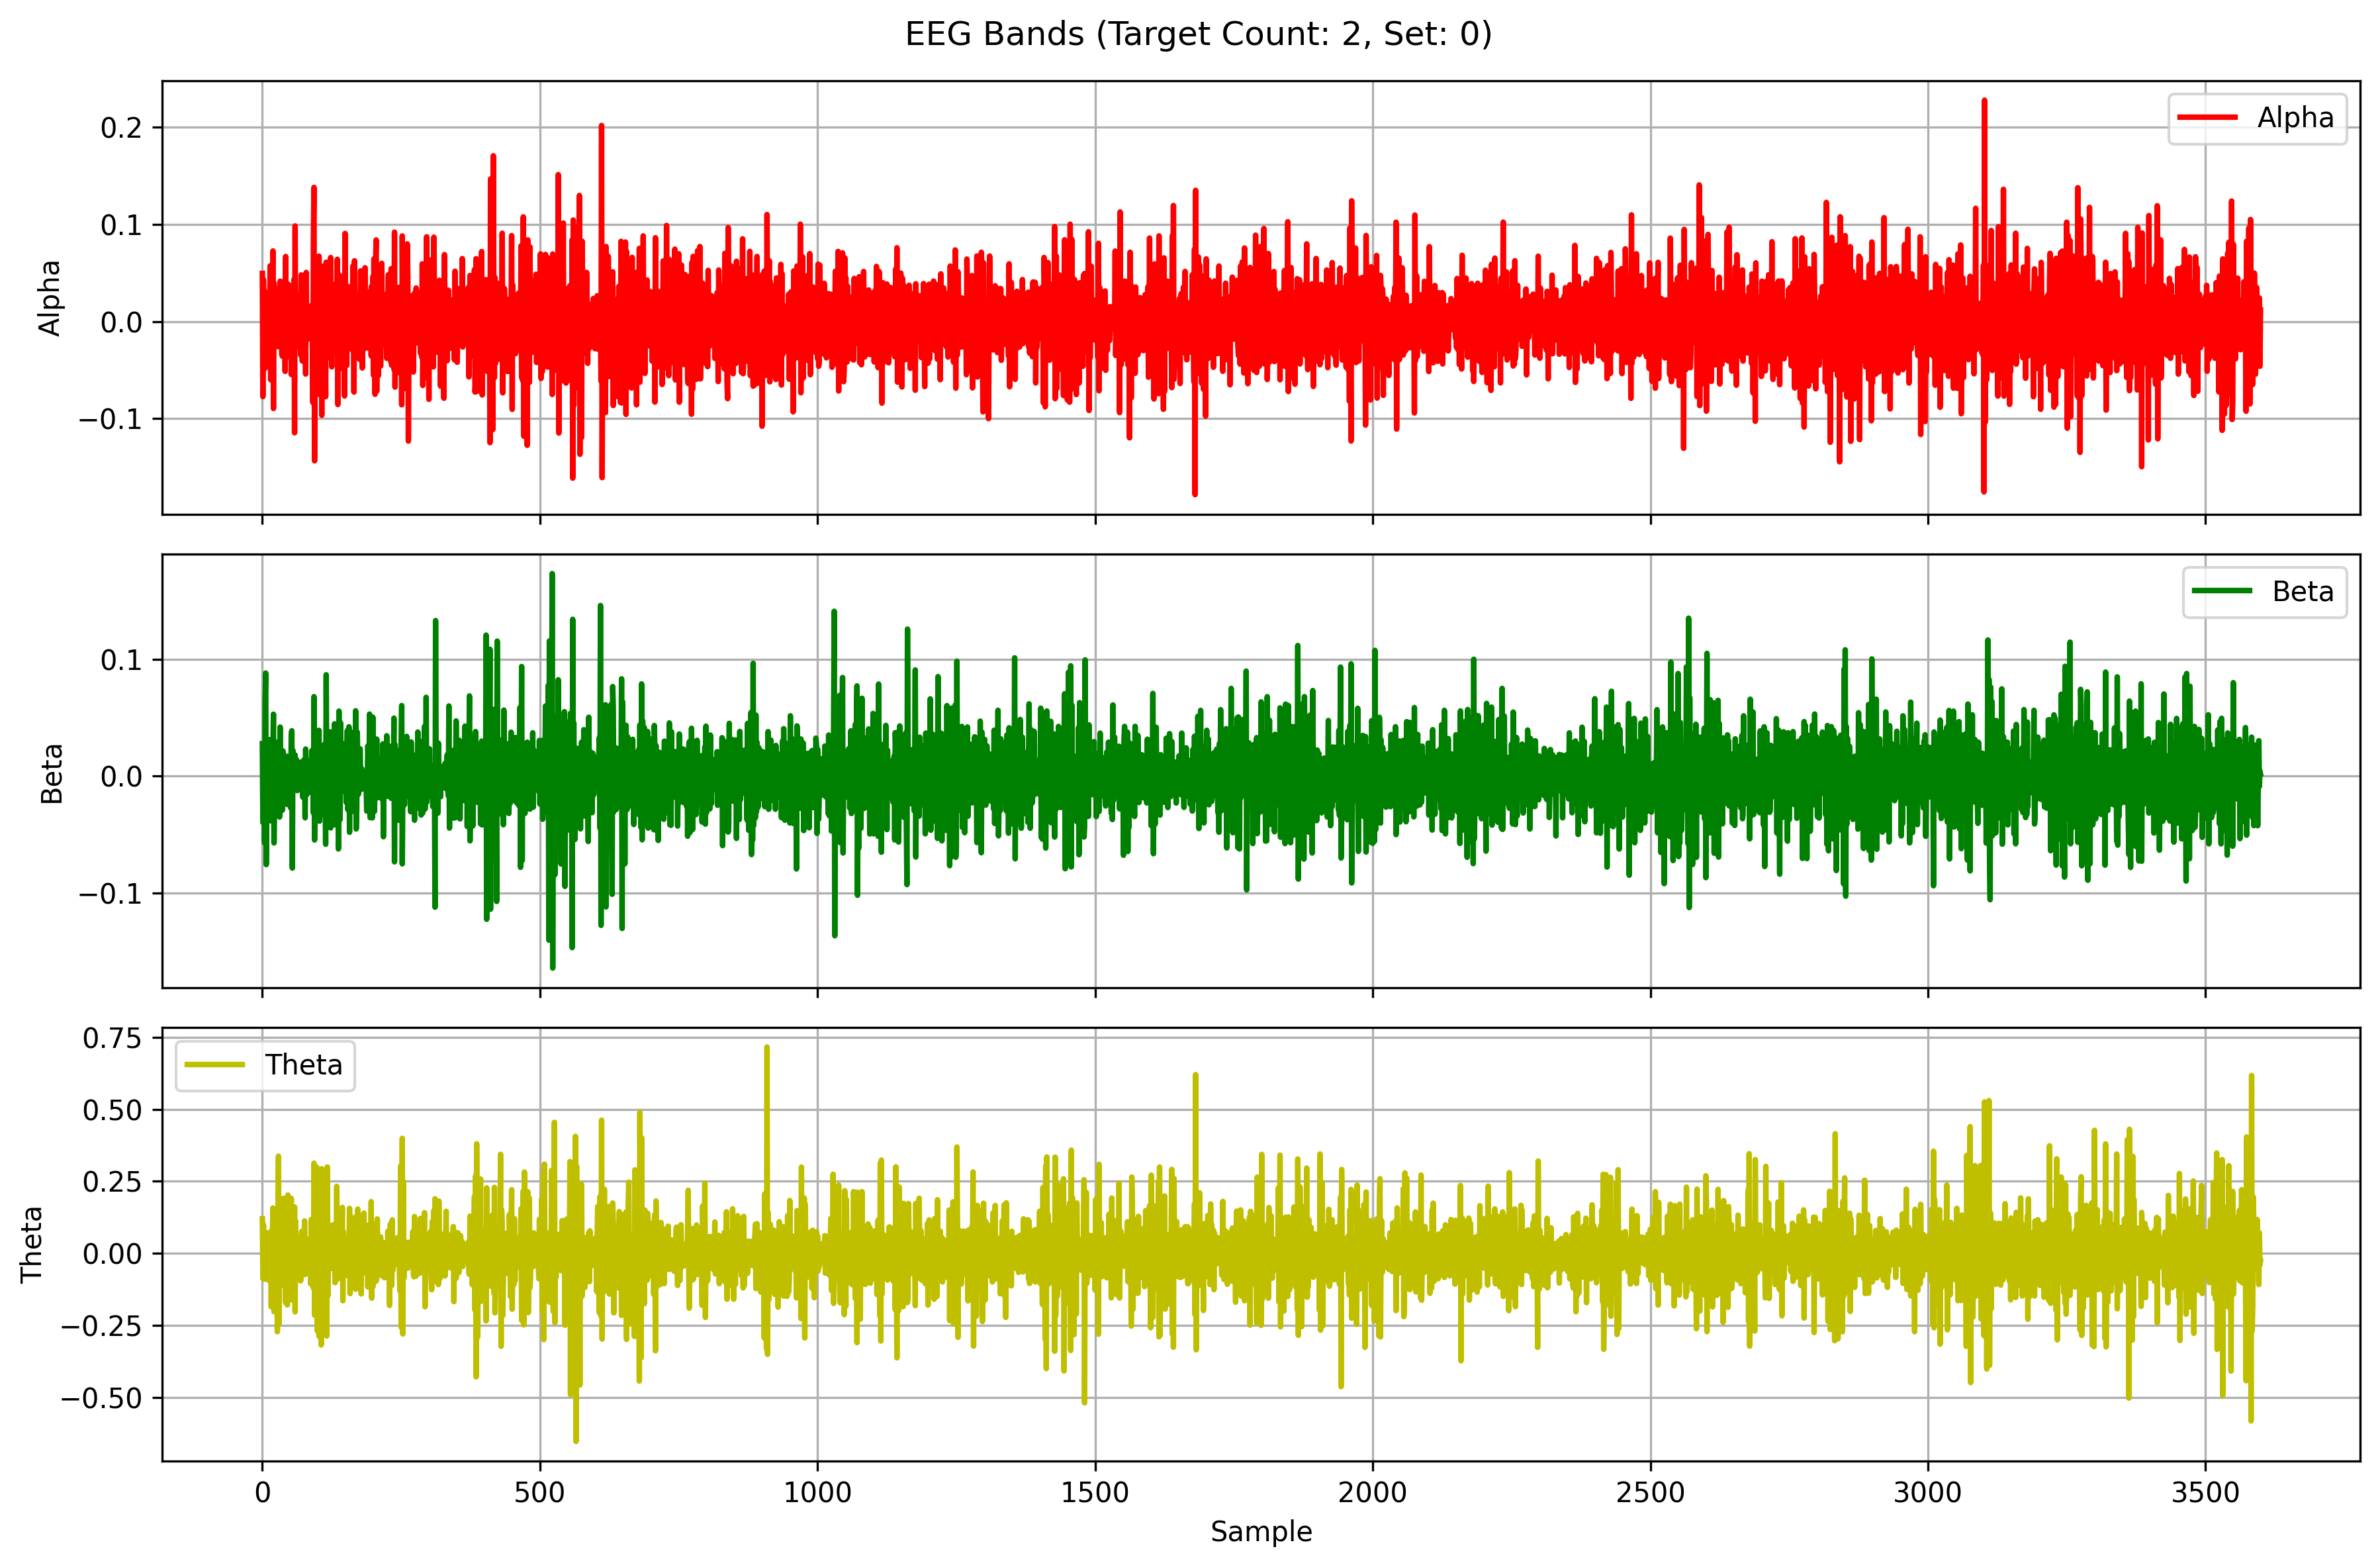 EEG Bands (Target Count: 2, Set: 0)
Alpha
0.2
0.1
0.0
−0.1
Alpha
Beta
0.1
0.0
−0.1
Beta
Theta
0.75
0.50
0.25
0.00
−0.25
−0.50
Theta
0 500 1000 1500 2000 2500 3000 3500
Sample